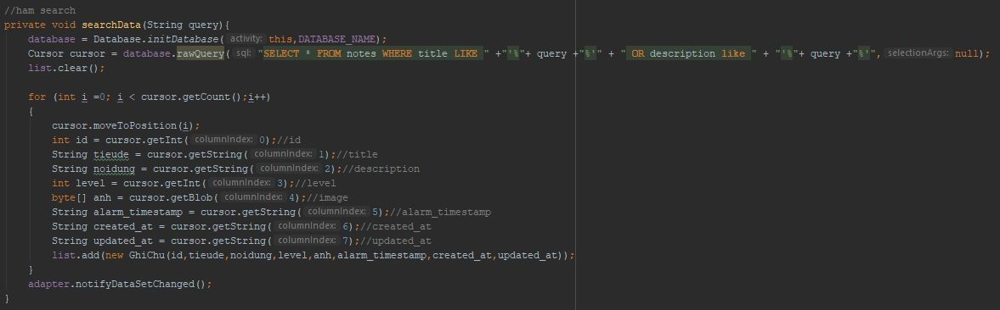 //ham search
private void searchData(String query){
database = Database.initDatabase( activity: this,DATABASE_NAME);
Cursor cursor = database.rawQuery( sql: "SELECT * FROM notes WHERE title LIKE " +"'%"+ query +"%'" + " OR description like " + "'%"+ query +"%'", selectionArgs: null);
list.clear();
for (int i =0; i < cursor.getCount();i++)
{
cursor.moveToPosition(i);
int id = cursor.getInt( columnIndex: 0);//id
String tieude = cursor.getString( columnIndex: 1);//title
String noidung = cursor.getString( columnIndex: 2);//description
int level = cursor.getInt( columnIndex: 3);//level
byte[] anh = cursor.getBlob( columnIndex: 4);//image
String alarm_timestamp = cursor.getString( columnIndex: 5);//alarm_timestamp
String created_at = cursor.getString( columnIndex: 6);//created_at
String updated_at = cursor.getString( columnIndex: 7);//updated_at
list.add(new GhiChu(id,tieude,noidung,level,anh,alarm_timestamp,created_at,updated_at));
}
adapter.notifyDataSetChanged();
}